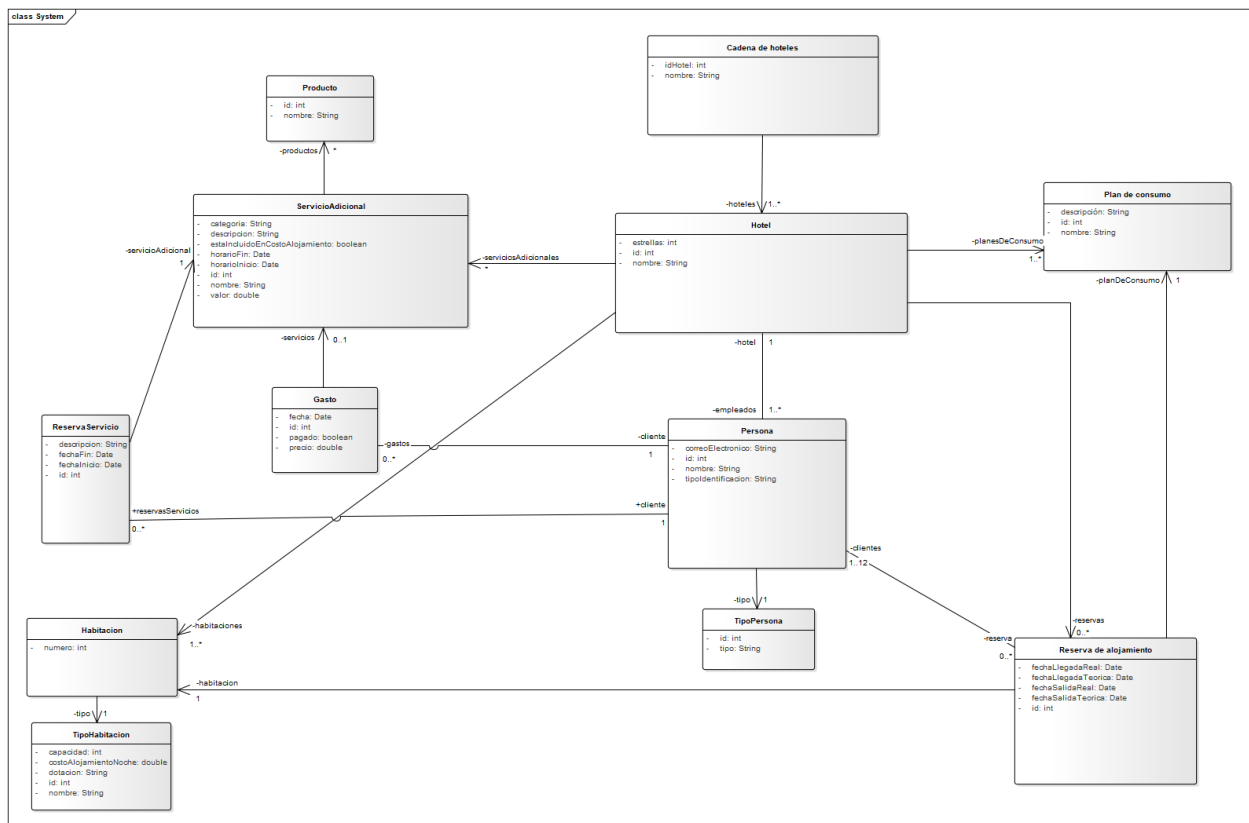 class System
Cadena de hoteles
- idHotel: int
- nombre: String
Producto
- id: int
- nombre: String
-productos
*
-hoteles
1..*
ServicioAdicional
- categoria: String
- descripcion: String
- estaIncluidoEnCostoAlojamiento: boolean
- horarioFin: Date
- horarioInicio: Date
- id: int
- nombre: String
- valor: double
-servicioAdicional
1
-serviciosAdicionales
*
Hotel
- estrellas: int
- id: int
- nombre: String
-planesDeConsumo
1..*
Plan de consumo
- descripción: String
- id: int
- nombre: String
-planDeConsumo
1
-servicios
0..1
-hotel
1
Gasto
- fecha: Date
- id: int
- pagado: boolean
- precio: double
-gastos
0..*
-cliente
1
-empleados
1..*
Persona
- correoElectronico: String
- id: int
- nombre: String
- tipoIdentificacion: String
ReservaServicio
- descripcion: String
- fechaFin: Date
- fechaInicio: Date
- id: int
+reservasServicios
0..*
+cliente
1
-clientes
1..12
-tipo
1
TipoPersona
- id: int
- tipo: String
-reserva
0..*
-reservas
0..*
Reserva de alojamiento
- fechaLlegadaReal: Date
- fechaLlegadaTeorica: Date
- fechaSalidaReal: Date
- fechaSalidaTeorica: Date
- id: int
Habitacion
- numero: int
-habitaciones
1..*
-habitacion
1
-tipo
1
TipoHabitacion
- capacidad: int
- costoAlojamientoNoche: double
- dotacion: String
- id: int
- nombre: String